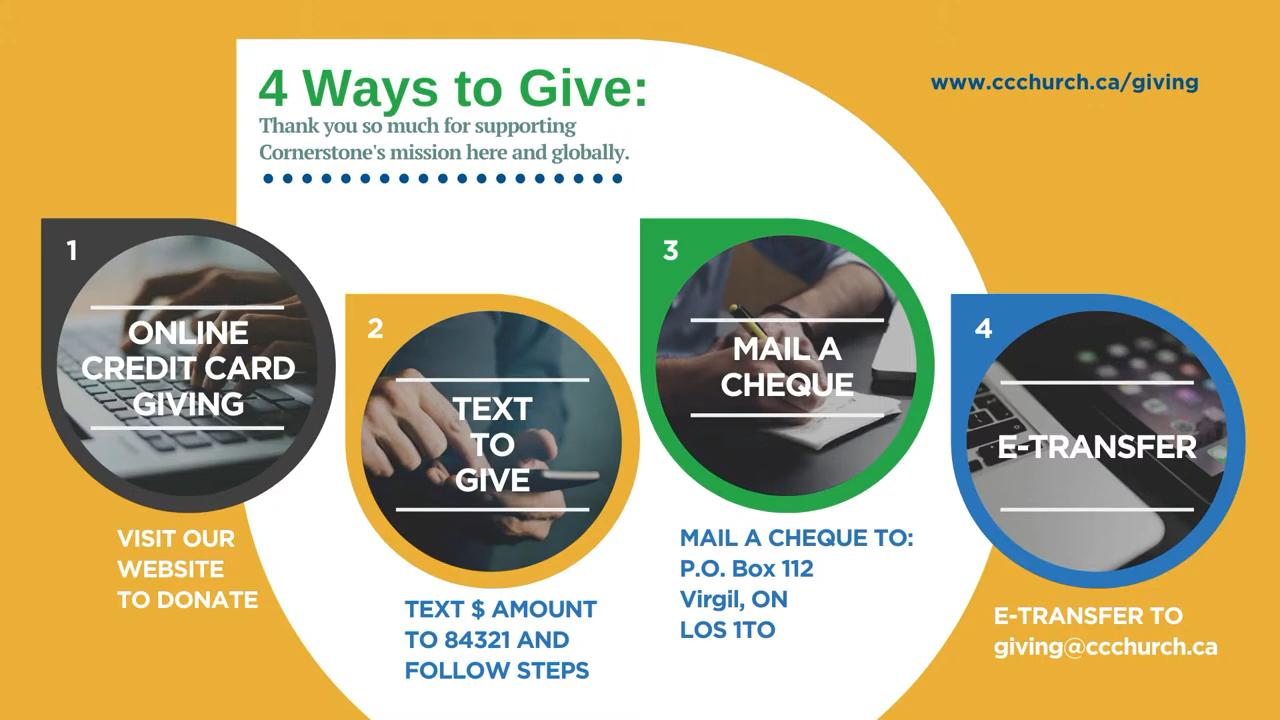 4 Ways to Give:
Thank you so much for supporting
Cornerstone's mission here and globally.
www.ccchurch.ca/giving
1
ONLINE
CREDIT CARD
GIVING
VISIT OUR
WEBSITE
TO DONATE
2
TEXT
TO
GIVE
TEXT $ AMOUNT
TO 84321 AND
FOLLOW STEPS
3
MAIL A
CHEQUE
MAIL A CHEQUE TO:
P.O. Box 112
Virgil, ON
LOS 1TO
4
E-TRANSFER
E-TRANSFER TO
giving@ccchurch.ca